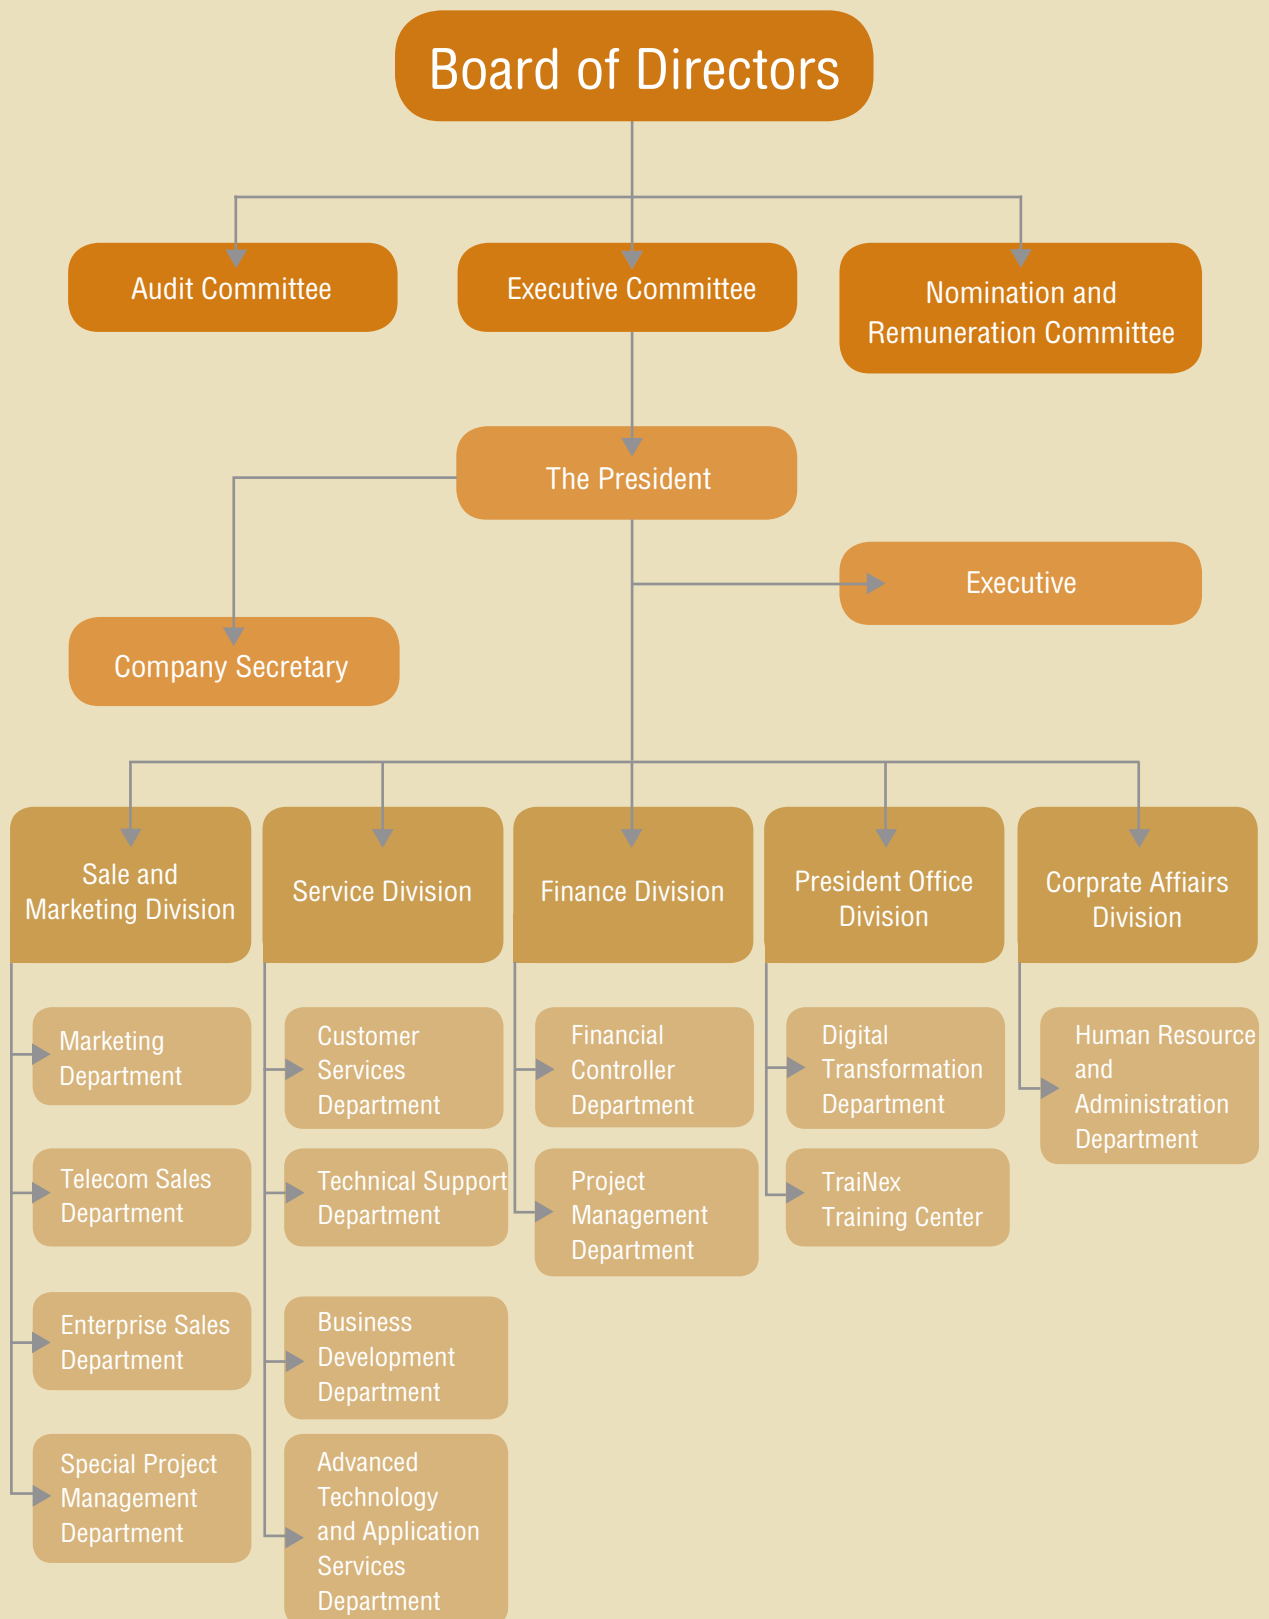 Board of Directors
Audit Committee
Executive Committee
Nomination and
Remuneration Committee
The President
Executive
Company Secretary
Sale and
Marketing Division
Service Division
Finance Division
President Office
Division
Corprate Affiairs
Division
Marketing
Department
Telecom Sales
Department
Enterprise Sales
Department
Special Project
Management
Department
Customer
Services
Department
Technical Support
Department
Business
Development
Department
Advanced
Technology
and Application
Services
Department
Financial
Controller
Department
Project
Management
Department
Digital
Transformation
Department
TraiNex
Training Center
Human Resource
and
Administration
Department